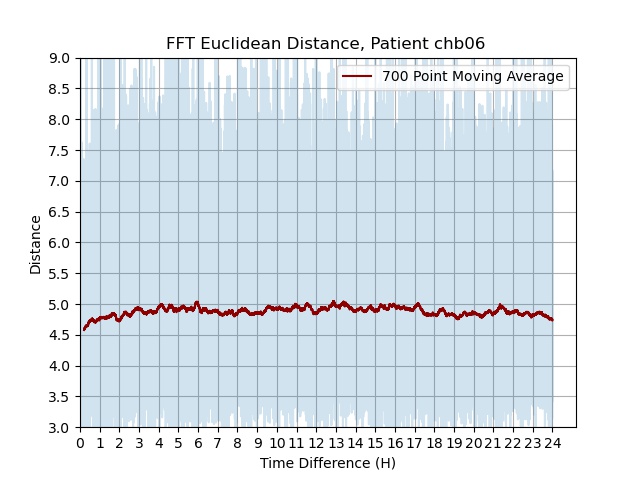 FFT Euclidean Distance, Patient chb06
700 Point Moving Average
Distance
9.0
8.5
8.0
7.5
7.0
6.5
6.0
5.5
5.0
4.5
4.0
3.5
3.0
0 1 2 3 4 5 6 7 8 9 10 11 12 13 14 15 16 17 18 19 20 21 22 23 24
Time Difference (H)